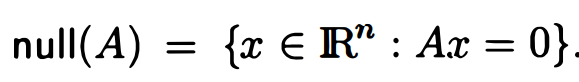 null(A) = {x ∈ ℝⁿ : Ax = 0}.